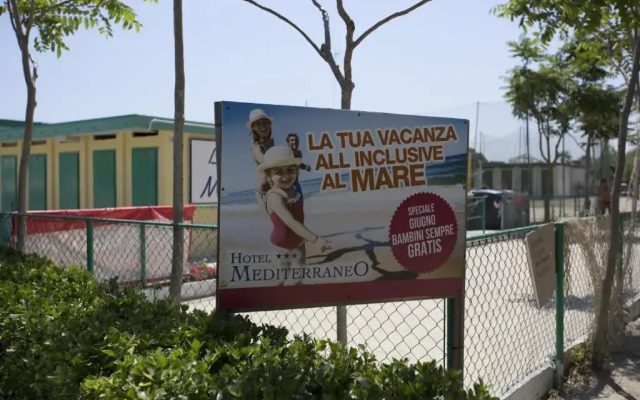 LA TUA VACANZA
ALL INCLUSIVE
AL MARE
SPECIALE
GIUGNO
BAMBINI SEMPRE
GRATIS
HOTEL ***
MEDITERRANEO